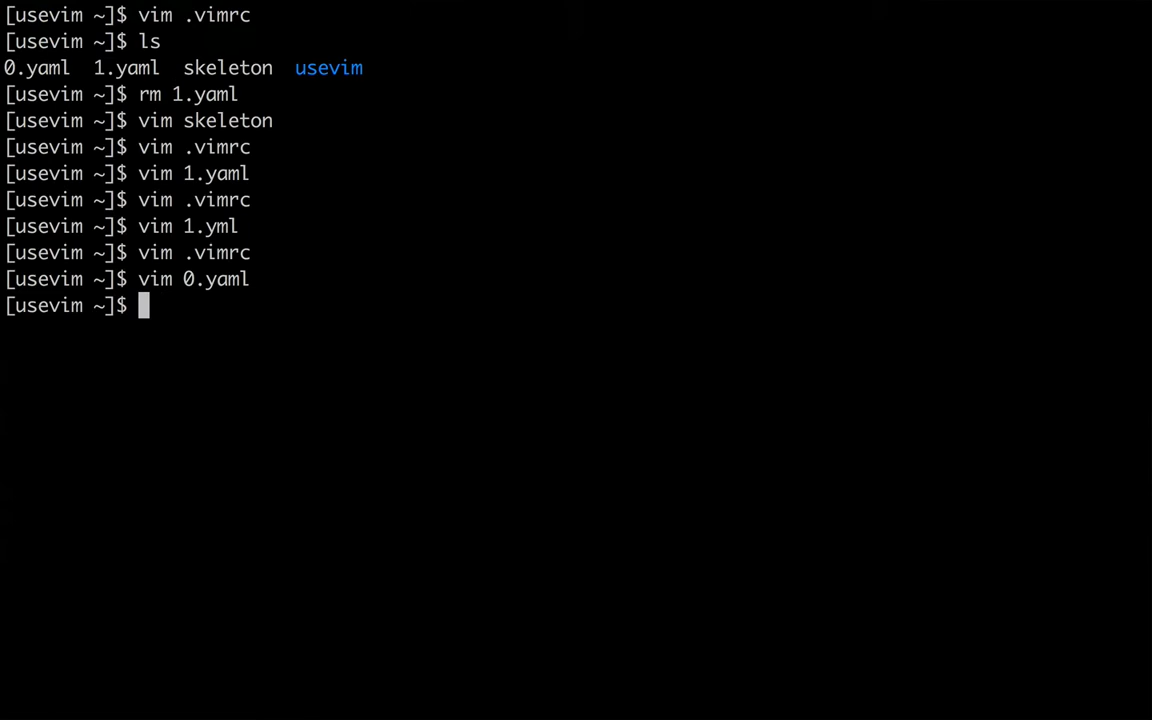 [usevim ~]$ vim .vimrc
[usevim ~]$ ls
0.yaml  1.yaml  skeleton  usevim
[usevim ~]$ rm 1.yaml
[usevim ~]$ vim skeleton
[usevim ~]$ vim .vimrc
[usevim ~]$ vim 1.yaml
[usevim ~]$ vim .vimrc
[usevim ~]$ vim 1.yml
[usevim ~]$ vim .vimrc
[usevim ~]$ vim 0.yaml
[usevim ~]$